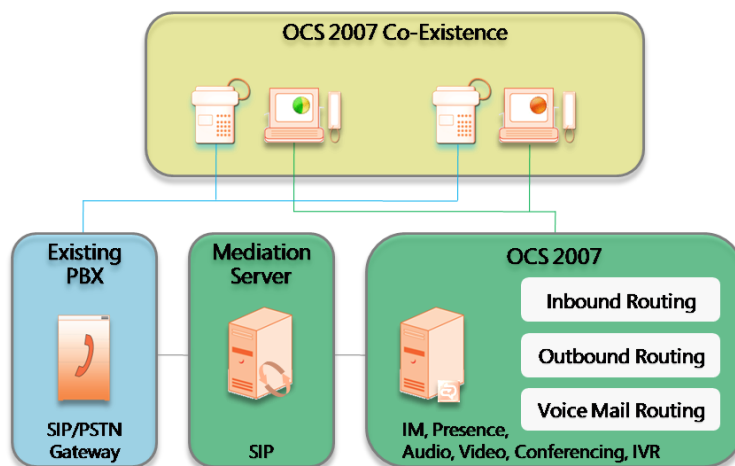 OCS 2007 Co-Existence
Existing
PBX
SIP/PSTN
Gateway
Mediation
Server
SIP
OCS 2007
Inbound Routing
Outbound Routing
Voice Mail Routing
IM, Presence,
Audio, Video, Conferencing, IVR